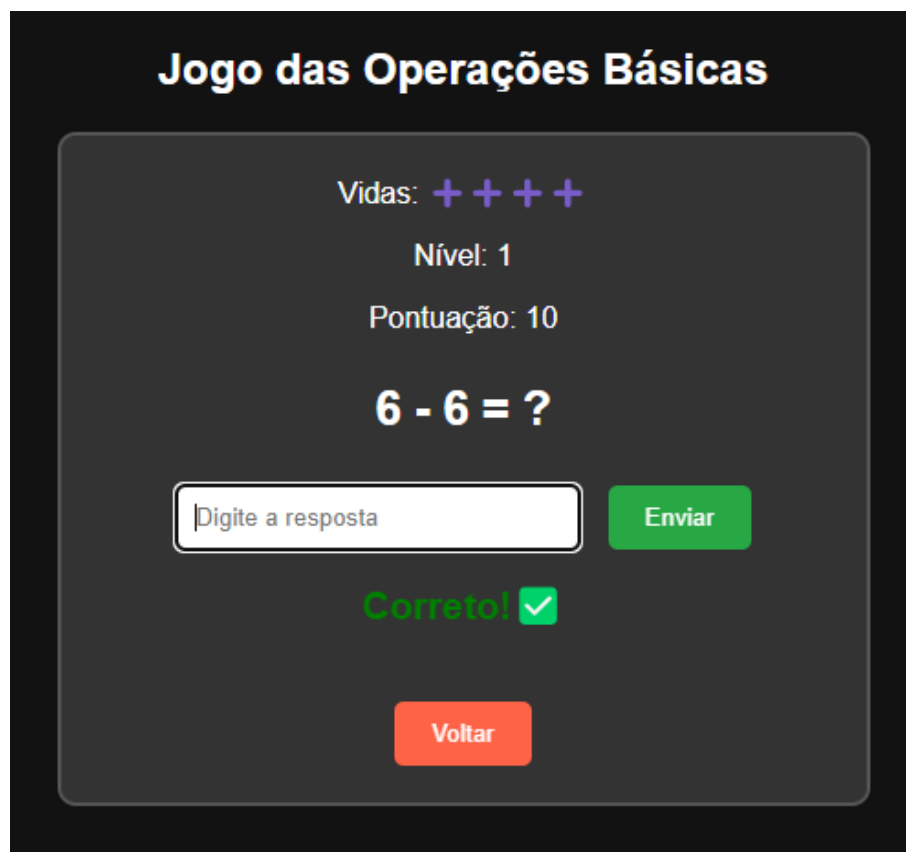 Jogo das Operações Básicas
Vidas: ➕➕➕➕
Nível: 1
Pontuação: 10
6 - 6 = ?
Digite a resposta
Enviar
Correto! ✅
Voltar